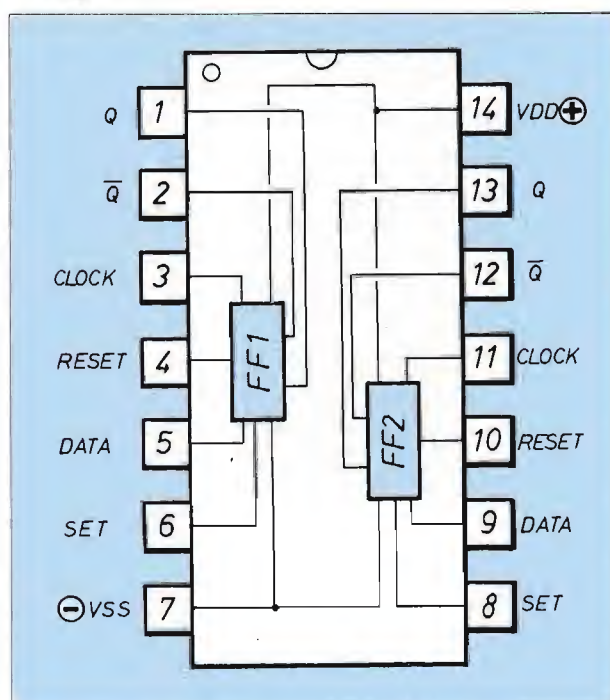 Q 1
Q̅ 2
CLOCK 3
RESET 4
DATA 5
SET 6
⊖ VSS 7
FF1
FF2
14 VDD ⊕
13 Q
12 Q̅
11 CLOCK
10 RESET
9 DATA
8 SET